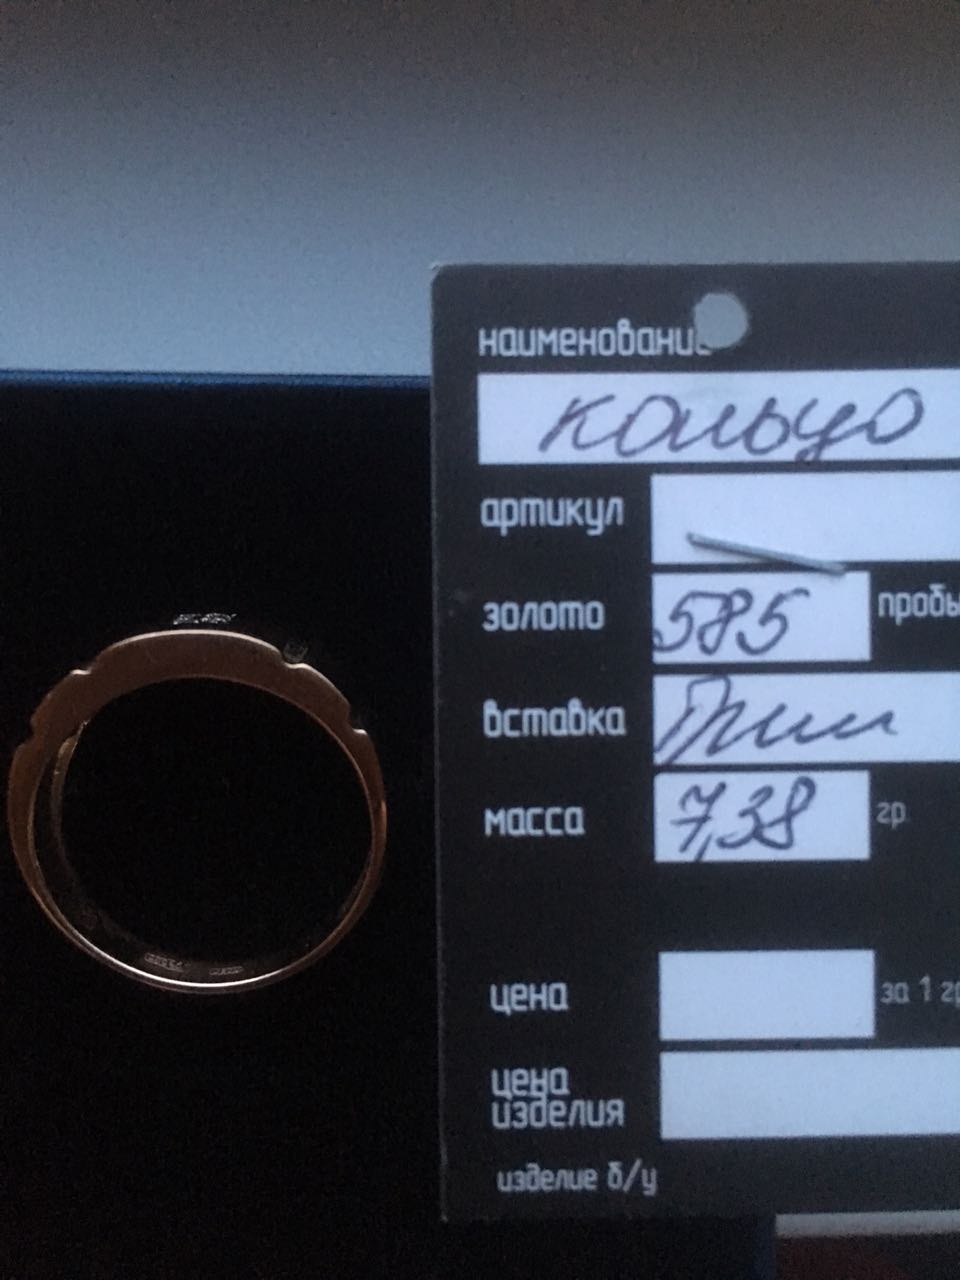 наименование
кольцо
артикул
золото 585 пробы
вставка
масса 7,38 гр
цена за 1 гр
цена
изделия
изделие б/у